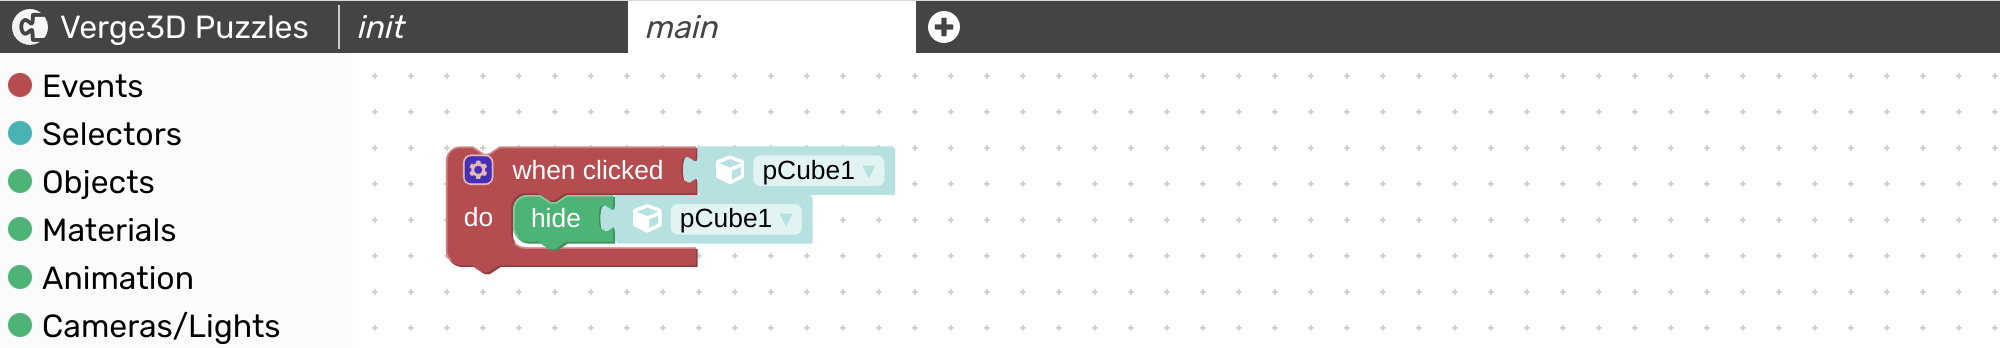 Verge3D Puzzles init main
Events
Selectors
Objects
Materials
Animation
Cameras/Lights
when clicked pCube1
do hide pCube1